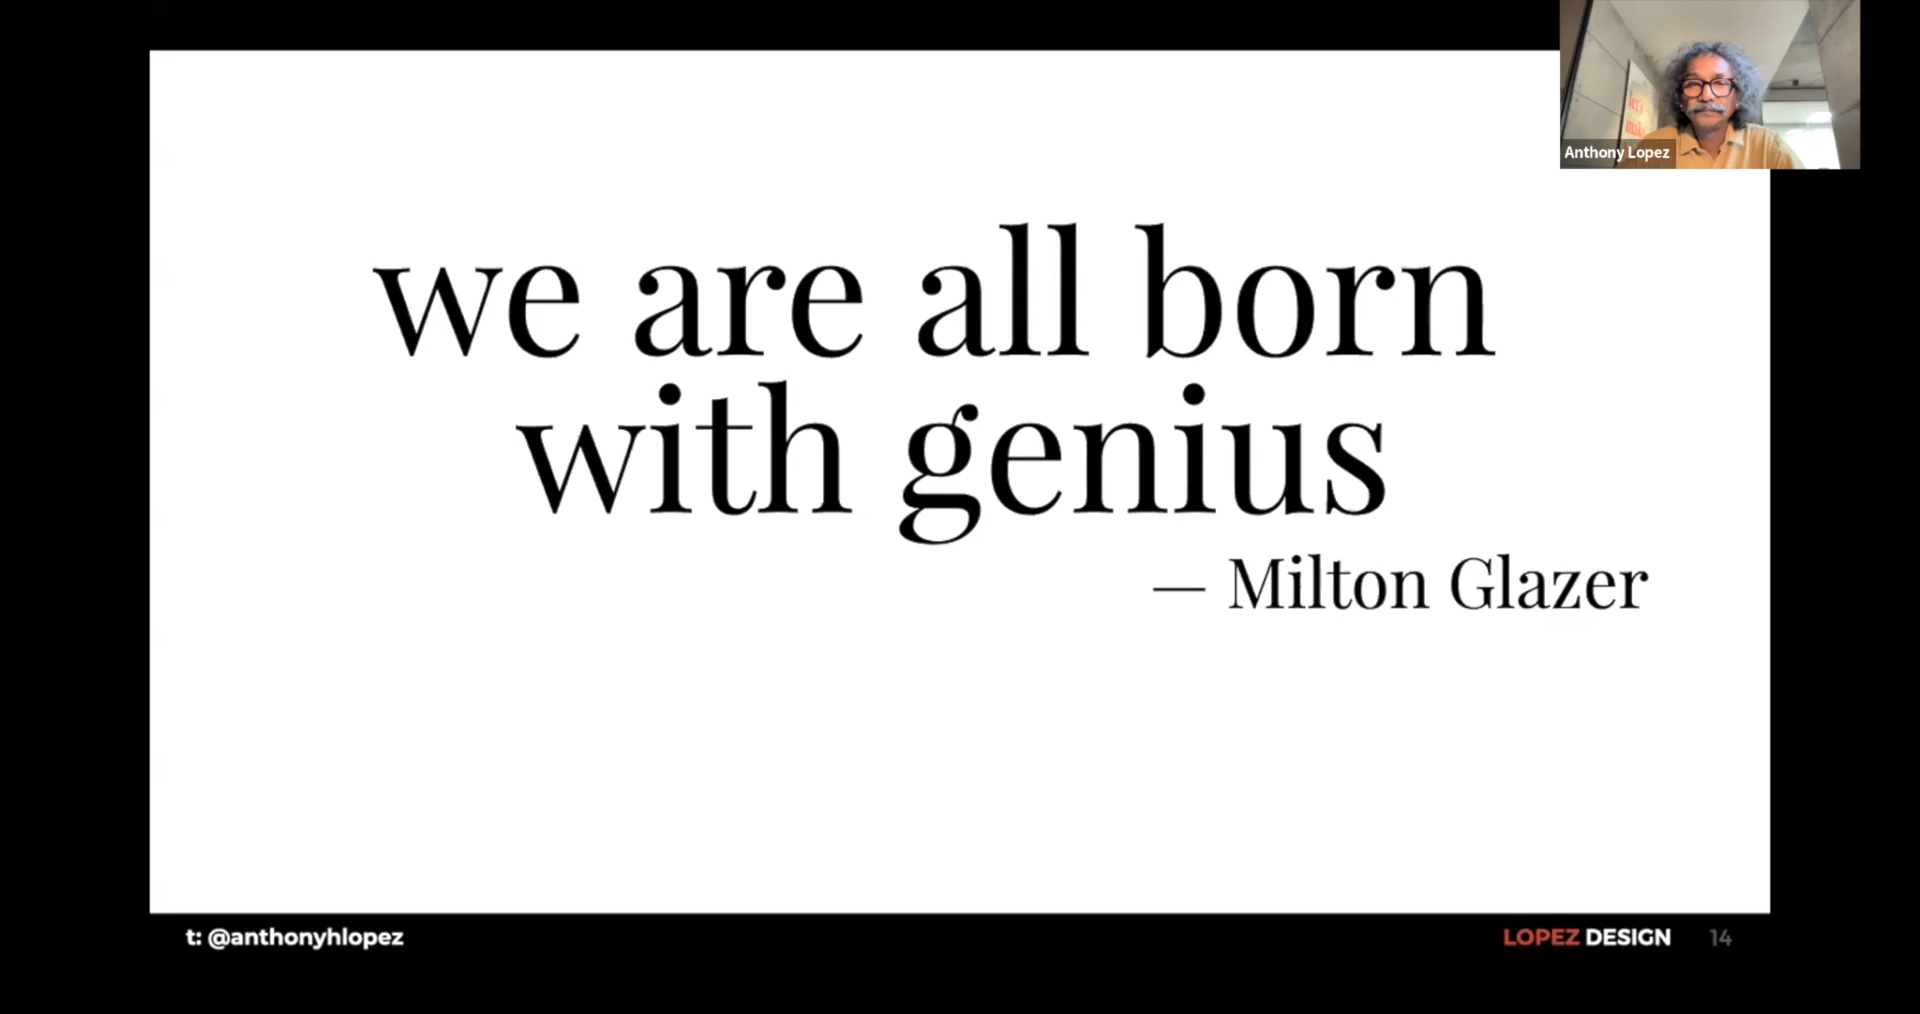 we are all born
with genius
— Milton Glazer
Anthony Lopez
t: @anthonyhlopez
LOPEZ DESIGN
14